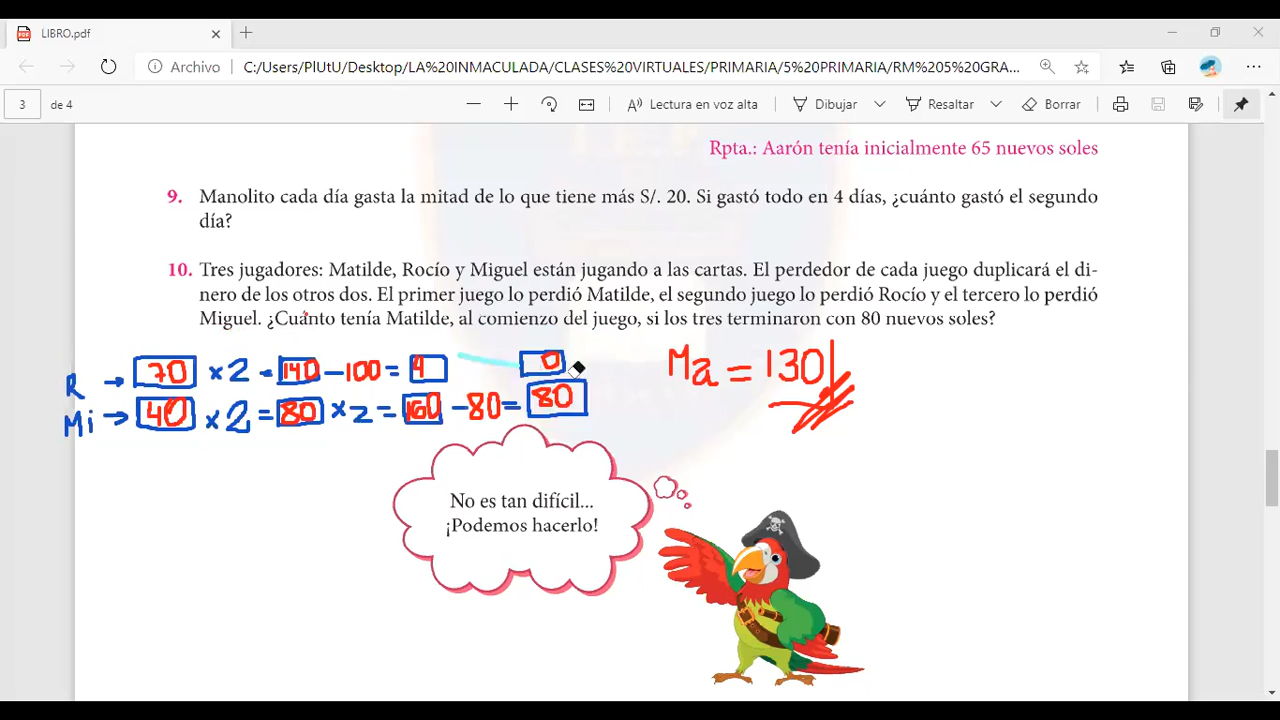 LIBRO.pdf
Archivo C:/Users/PlUtU/Desktop/LA%20INMACULADA/CLASES%20VIRTUALES/PRIMARIA/5%20PRIMARIA/RM%205%20GRA...
3 de 4 Lectura en voz alta Dibujar Resaltar Borrar
Rpta.: Aarón tenía inicialmente 65 nuevos soles
9. Manolito cada día gasta la mitad de lo que tiene más S/. 20. Si gastó todo en 4 días, ¿cuánto gastó el segundo
día?
10. Tres jugadores: Matilde, Rocío y Miguel están jugando a las cartas. El perdedor de cada juego duplicará el di-
nero de los otros dos. El primer juego lo perdió Matilde, el segundo juego lo perdió Rocío y el tercero lo perdió
Miguel. ¿Cuánto tenía Matilde, al comienzo del juego, si los tres terminaron con 80 nuevos soles?
R → 70 ×2 = 140 -100 = 4 0
Mi → 40 ×2 = 80 ×2 = 160 -80 = 80
Ma = 130
No es tan difícil...
¡Podemos hacerlo!